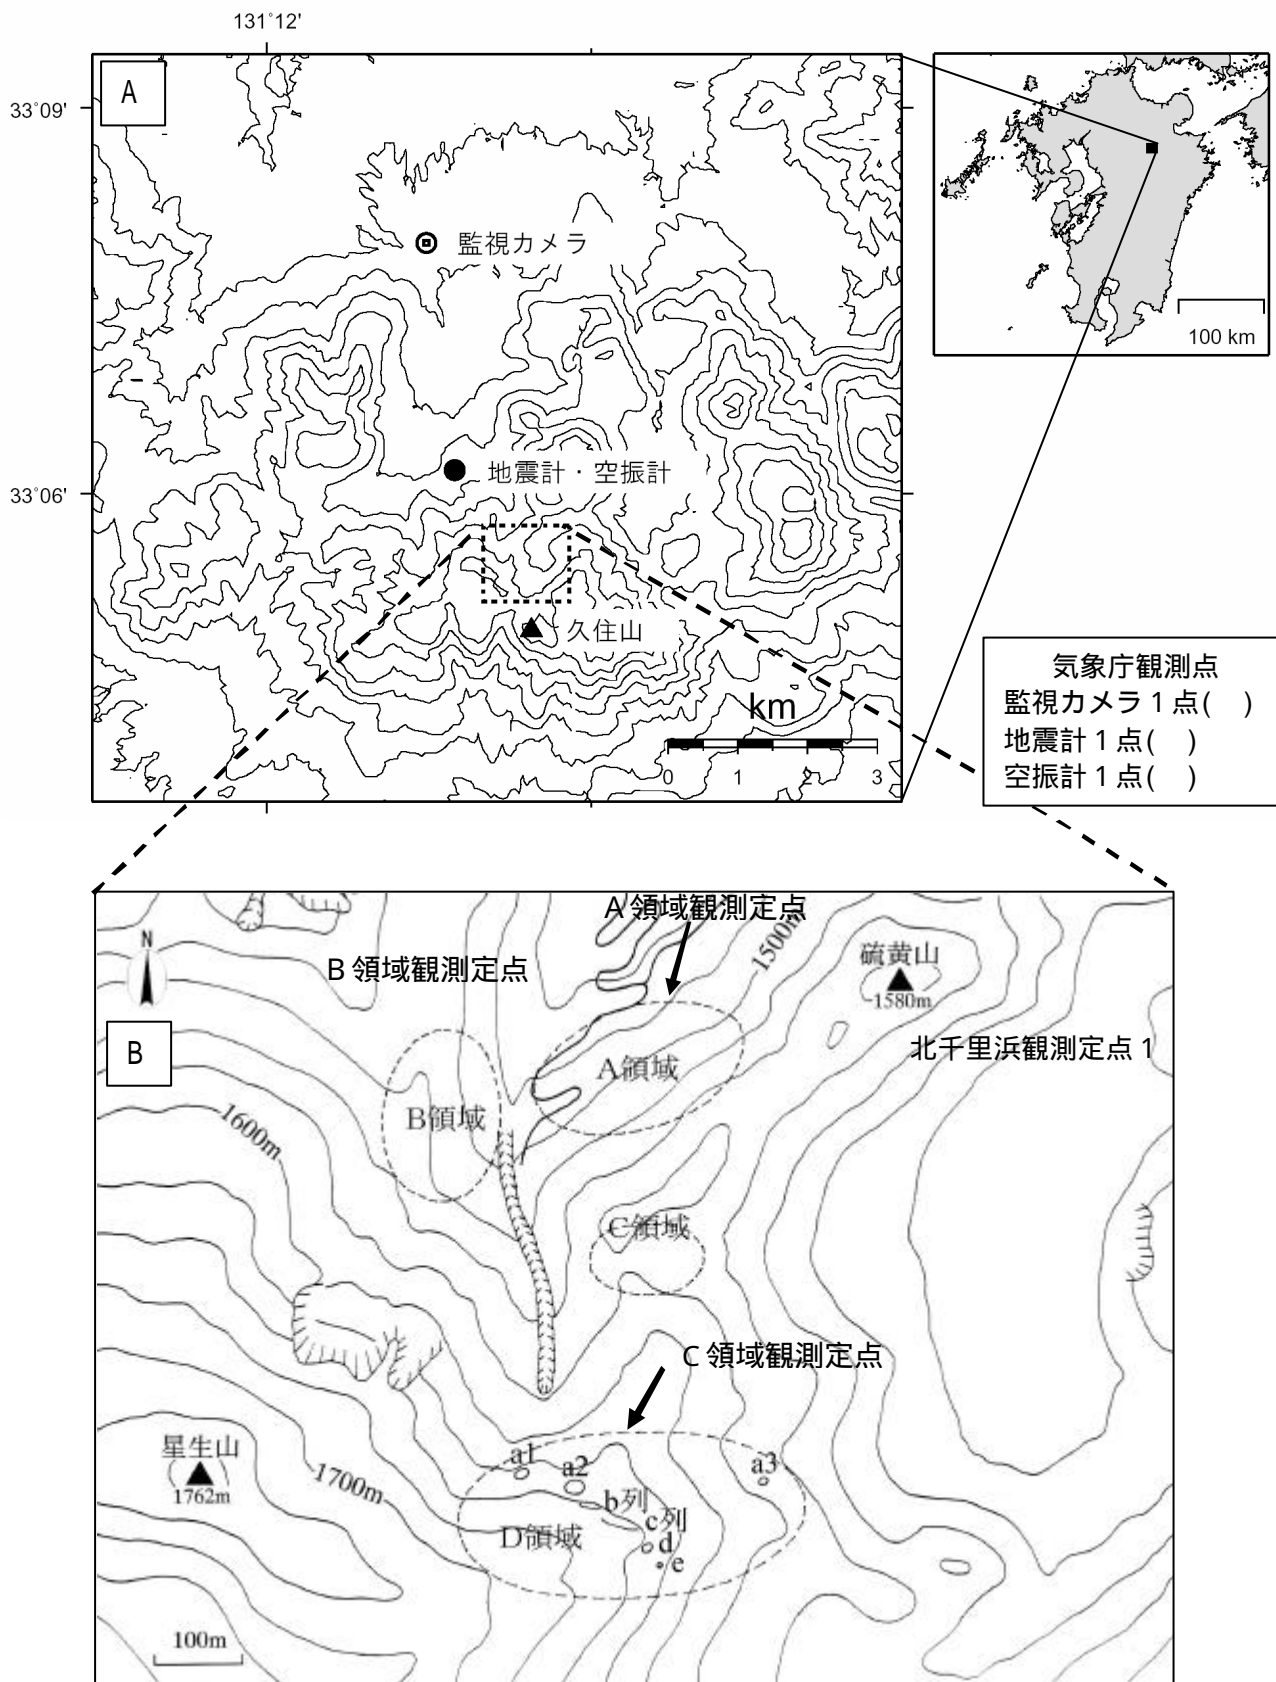 131°12'
A
33°09'
監視カメラ
100 km
地震計・空振計
33°06'
久住山
km
0 1 2 3
気象庁観測点
監視カメラ1点( )
地震計1点( )
空振計1点( )
A領域観測定点
1500m
硫黄山
1580m
N
B領域観測定点
B
北千里浜観測定点1
A領域
B領域
1600m
C領域
C領域観測定点
星生山
1762m
1700m
a1
a2
a3
b列
c列
D領域
d
e
100m